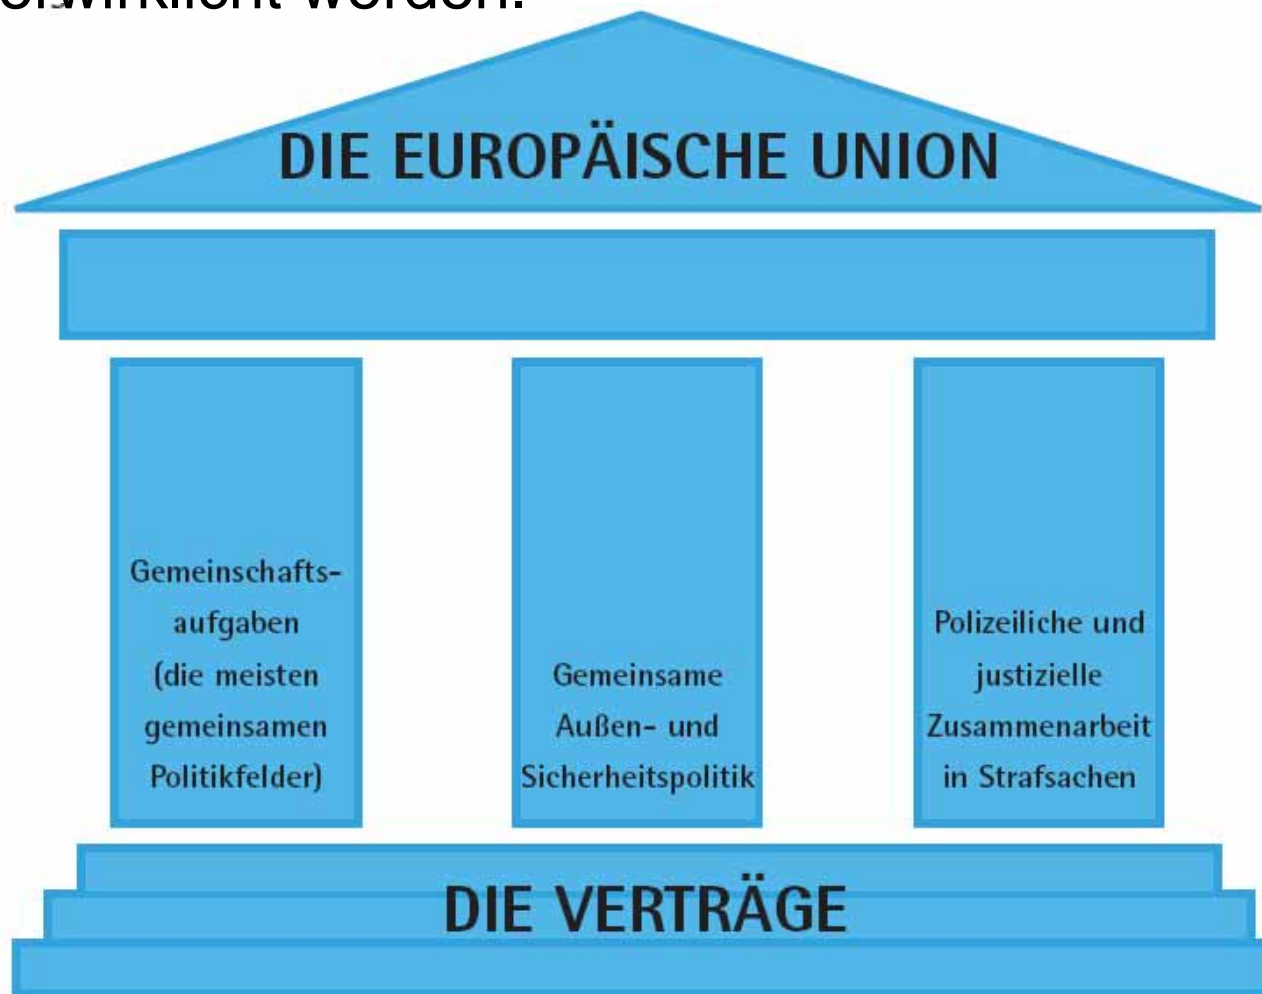 werden.
DIE EUROPÄISCHE UNION
Gemeinschafts-
aufgaben
(die meisten
gemeinsamen
Politikfelder)
Gemeinsame
Außen- und
Sicherheitspolitik
Polizeiliche und
justizielle
Zusammenarbeit
in Strafsachen
DIE VERTRÄGE